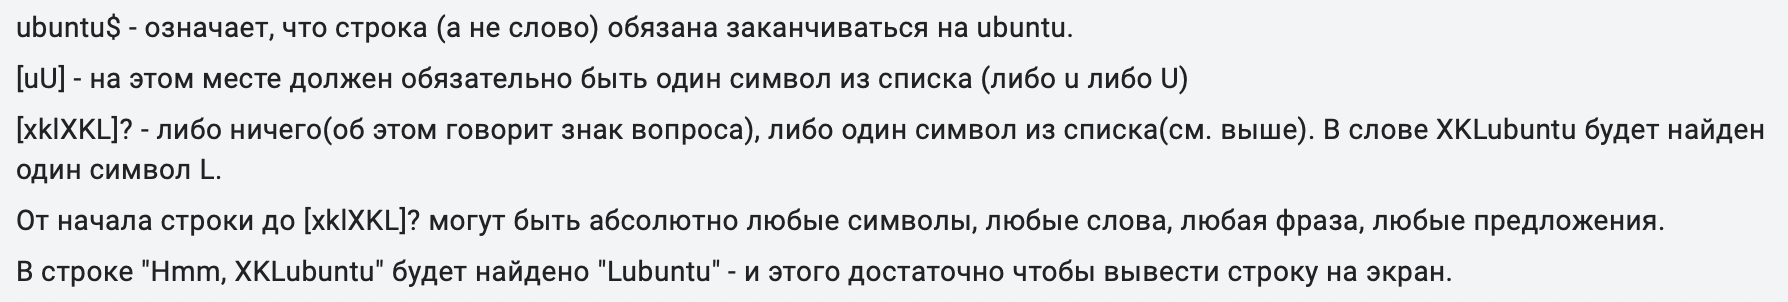 ubuntu$ - означает, что строка (а не слово) обязана заканчиваться на ubuntu.
[uU] - на этом месте должен обязательно быть один символ из списка (либо u либо U)
[xklXKL]? - либо ничего(об этом говорит знак вопроса), либо один символ из списка(см. выше). В слове XKLubuntu будет найден
один символ L.
От начала строки до [xklXKL]? могут быть абсолютно любые символы, любые слова, любая фраза, любые предложения.
В строке "Hmm, XKLubuntu" будет найдено "Lubuntu" - и этого достаточно чтобы вывести строку на экран.